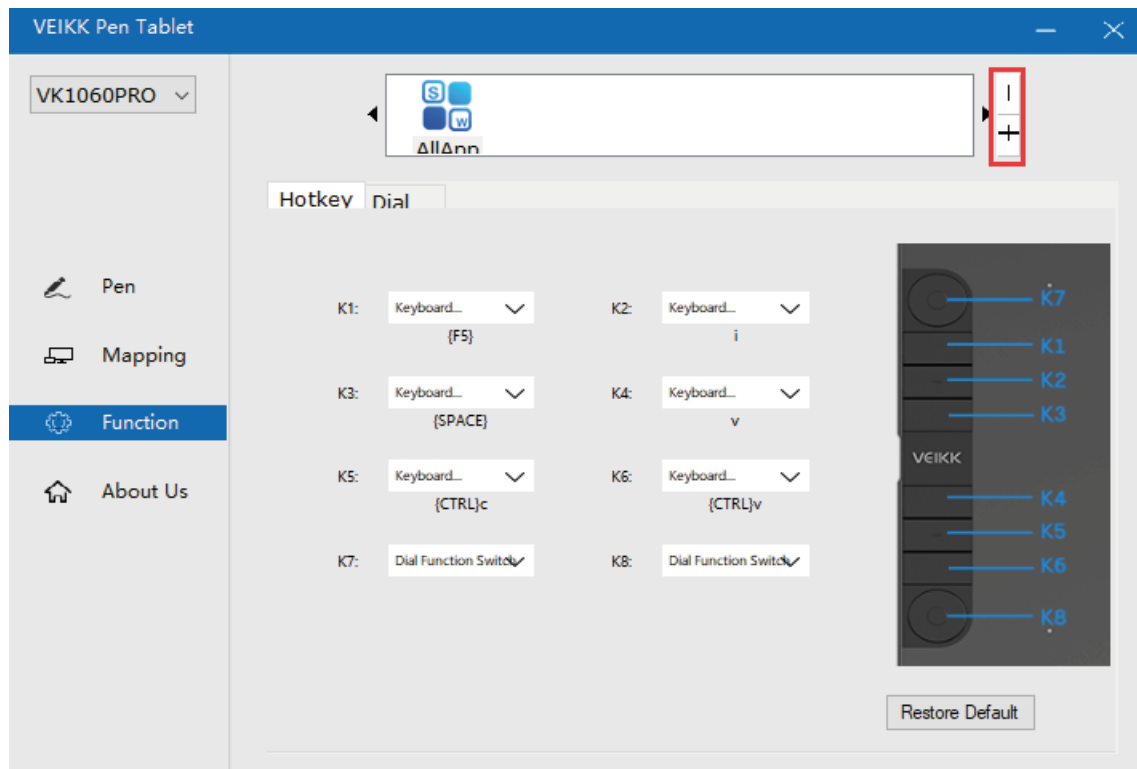 VEIKK Pen Tablet
VK1060PRO
AllApp
Hotkey Dial
Pen
Mapping
Function
About Us
K1: Keyboard... K2: Keyboard...
{F5} i
K3: Keyboard... K4: Keyboard...
{SPACE} v
K5: Keyboard... K6: Keyboard...
{CTRL}c {CTRL}v
K7: Dial Function Switch K8: Dial Function Switch
K7
K1
K2
K3
VEIKK
K4
K5
K6
K8
Restore Default